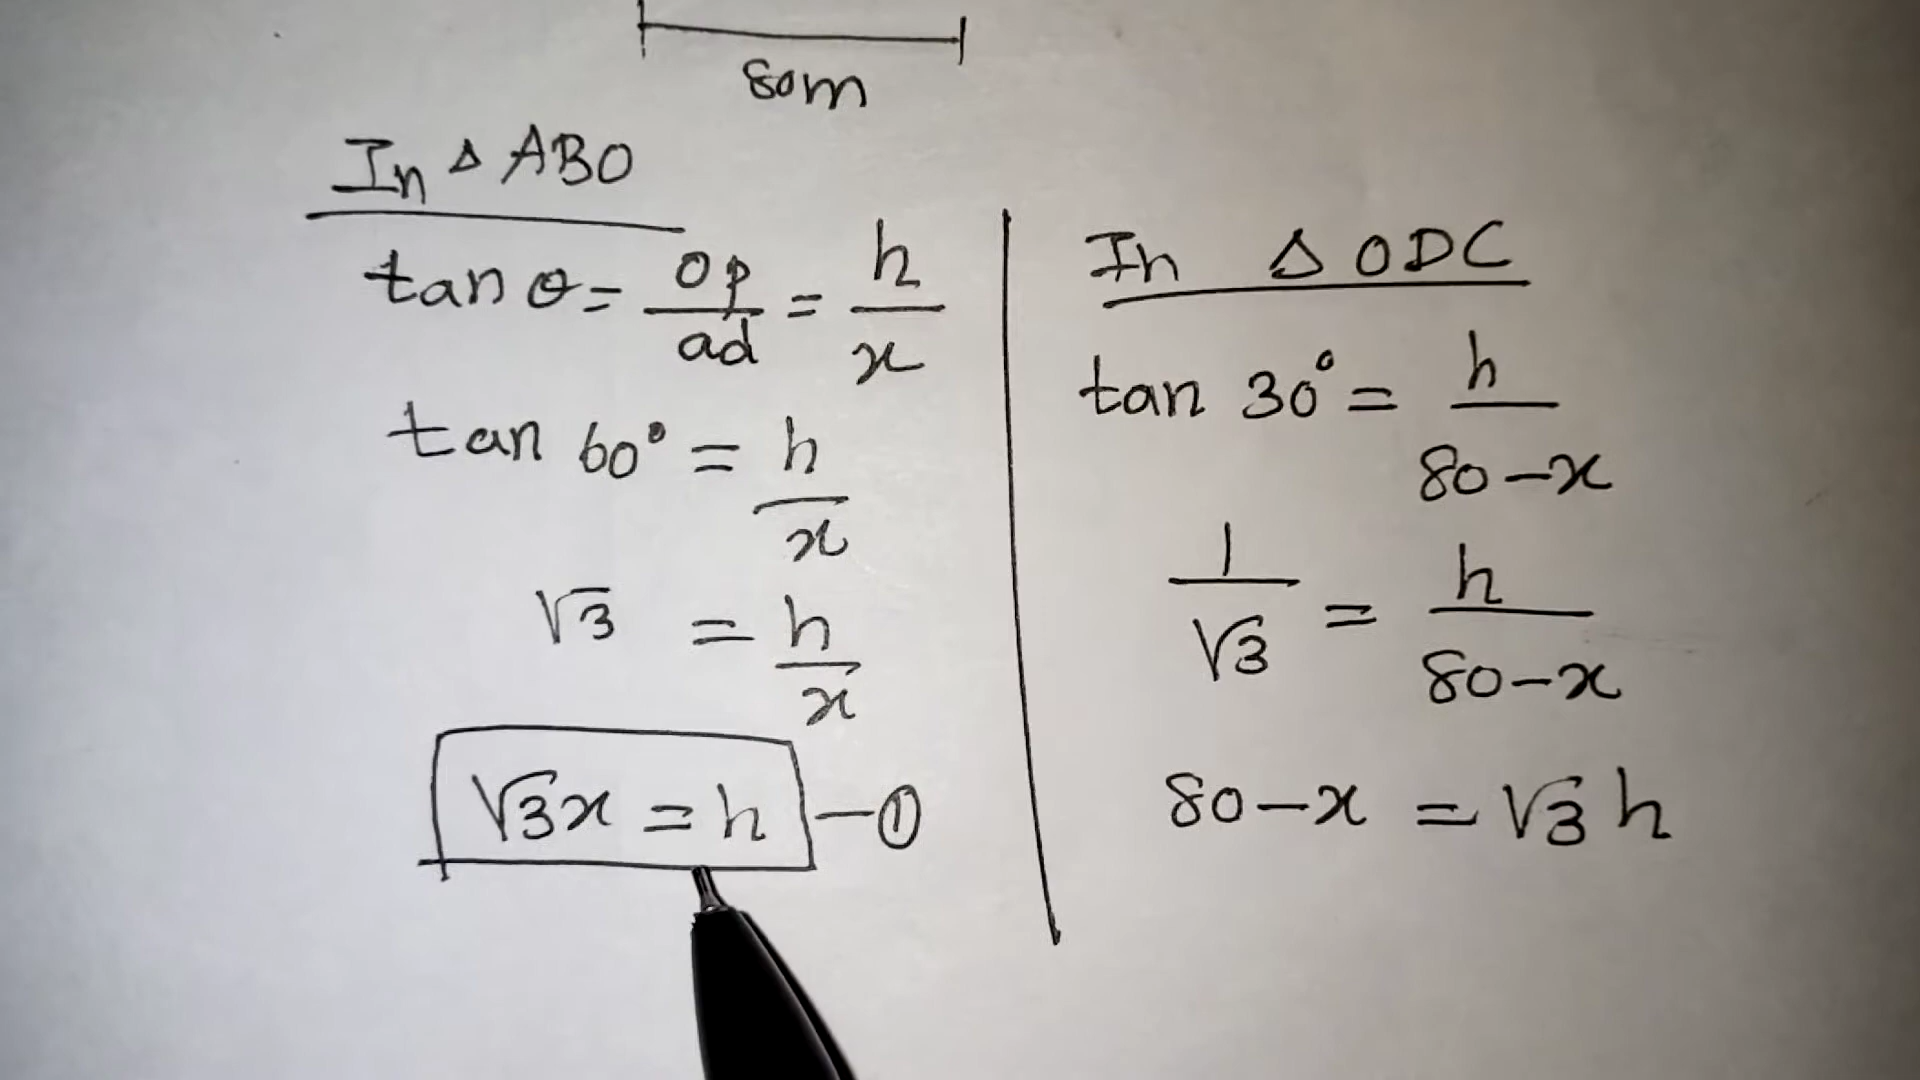 80m
In Δ ABO
tan θ = op/ad = h/x
tan 60° = h/x
√3 = h/x
√3x = h — ①
In Δ ODC
tan 30° = h/80-x
1/√3 = h/80-x
80-x = √3 h